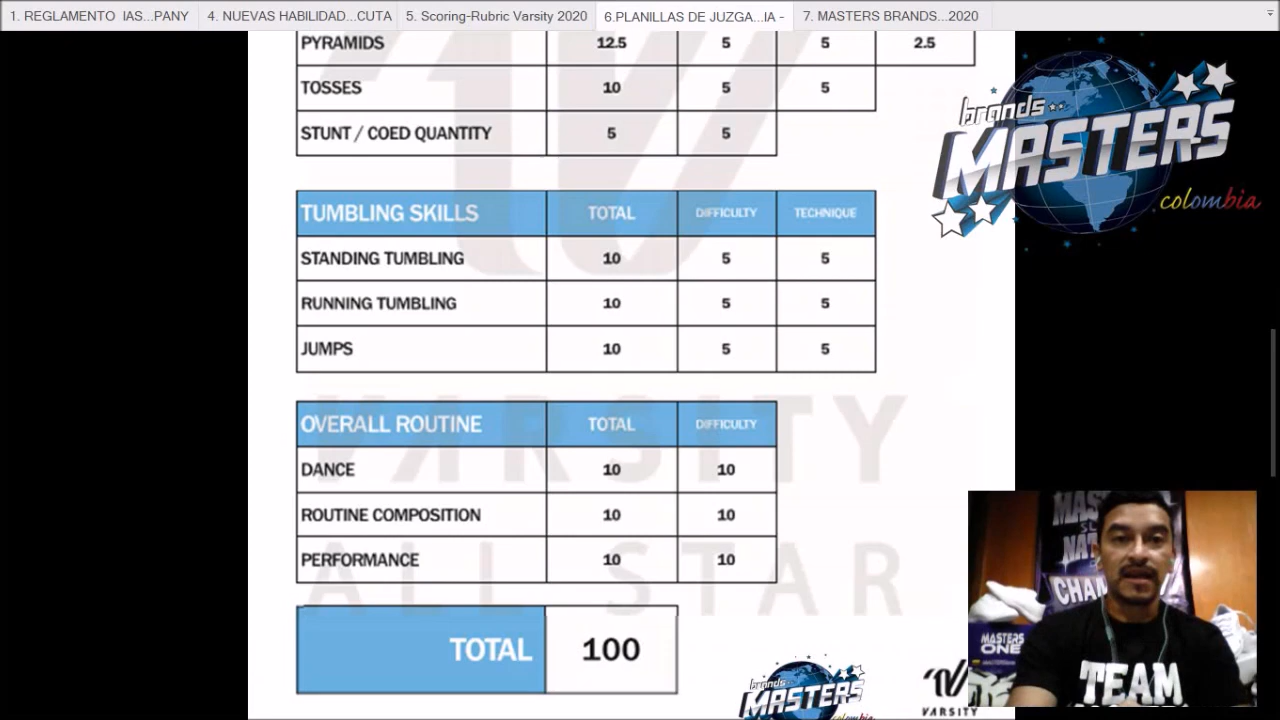 1. REGLAMENTO IAS...PANY
4. NUEVAS HABILIDAD...CUTA
5. Scoring-Rubric Varsity 2020
6.PLANILLAS DE JUZGA...IA -
7. MASTERS BRANDS...2020
PYRAMIDS 12.5 5 5 2.5
TOSSES 10 5 5
STUNT / COED QUANTITY 5 5
TUMBLING SKILLS TOTAL DIFFICULTY TECHNIQUE
STANDING TUMBLING 10 5 5
RUNNING TUMBLING 10 5 5
JUMPS 10 5 5
OVERALL ROUTINE TOTAL DIFFICULTY
DANCE 10 10
ROUTINE COMPOSITION 10 10
PERFORMANCE 10 10
TOTAL 100
VARSITY
ALL STAR
brands
MASTERS
colombia
brands
MASTERS
colombia
VARSITY
MASTERS
ONE
TEAM